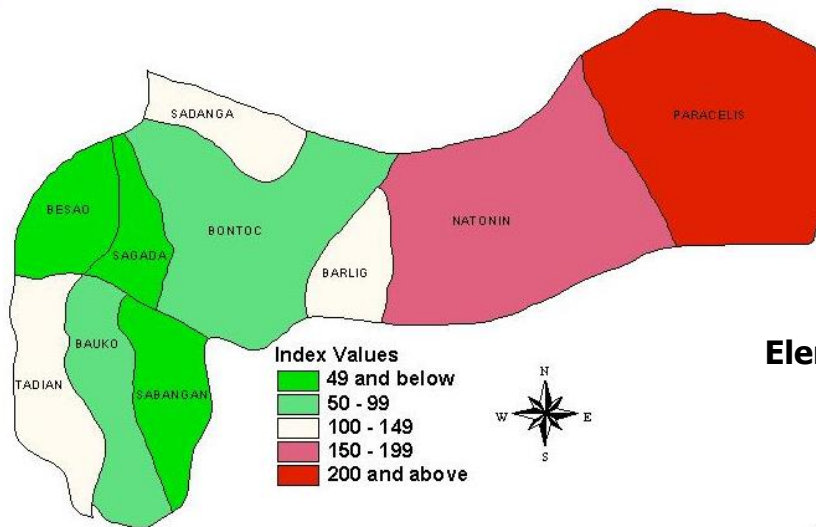 SADANGA
PARACELIS
BESAO
BONTOC
NATONIN
SAGADA
BARLIG
BAUKO
TADIAN
SABANGAN
Index Values
49 and below
50 - 99
100 - 149
150 - 199
200 and above
N
W E
S